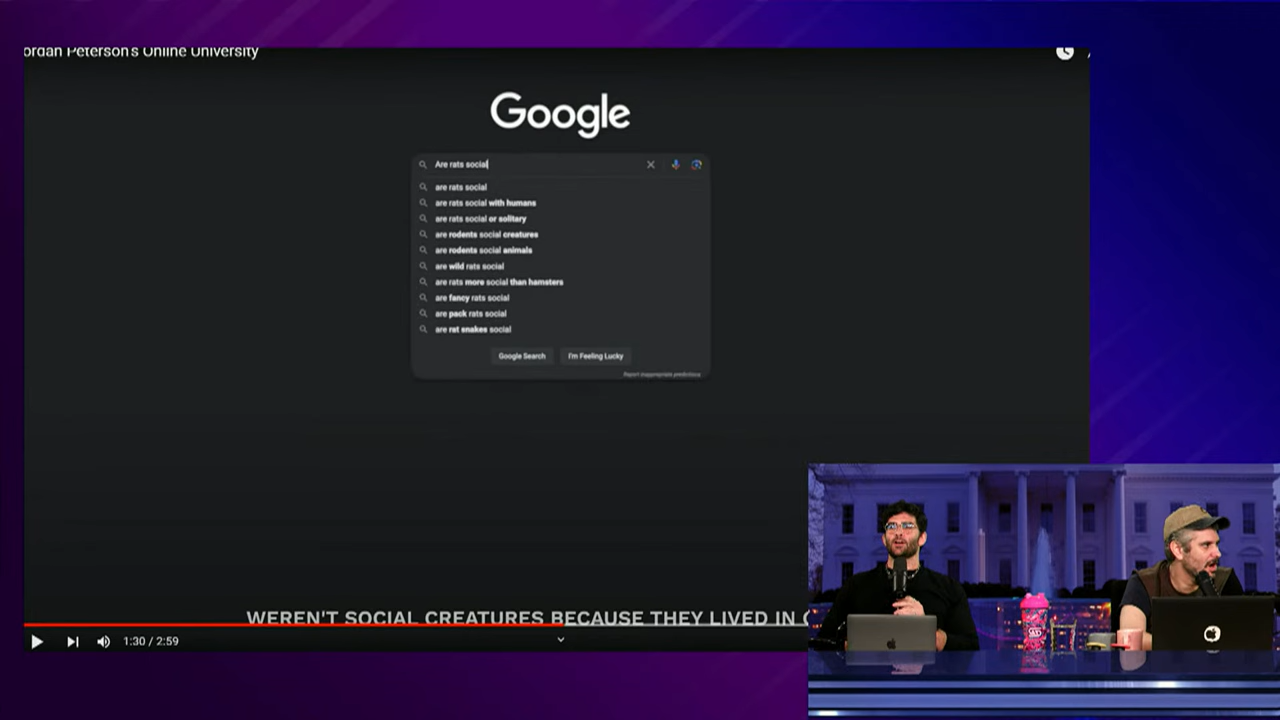 ordan Peterson's Online University
Google
Are rats social
are rats social
are rats social with humans
are rats social or solitary
are rodents social creatures
are rodents social animals
are wild rats social
are rats more social than hamsters
are fancy rats social
are pack rats social
are rat snakes social
Google Search
I'm Feeling Lucky
Report inappropriate predictions
WEREN'T SOCIAL CREATURES BECAUSE THEY LIVED IN
1:30 / 2:59